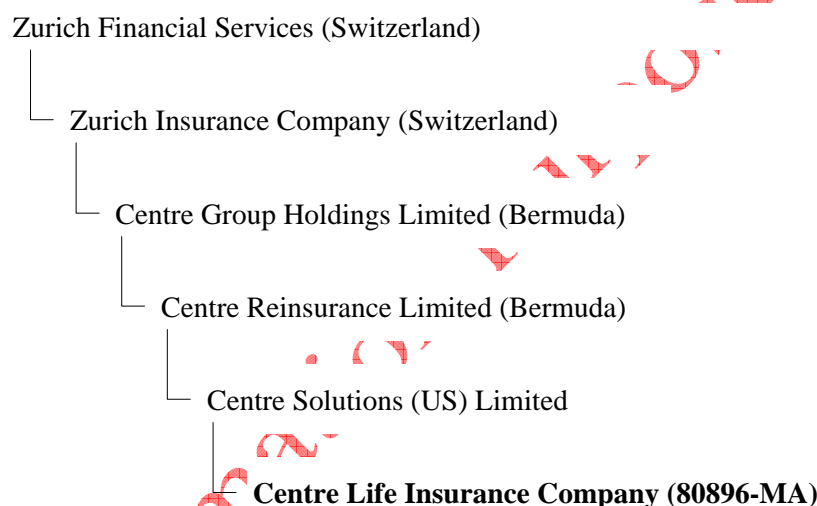 Zurich Financial Services (Switzerland)
Zurich Insurance Company (Switzerland)
Centre Group Holdings Limited (Bermuda)
Centre Reinsurance Limited (Bermuda)
Centre Solutions (US) Limited
Centre Life Insurance Company (80896-MA)